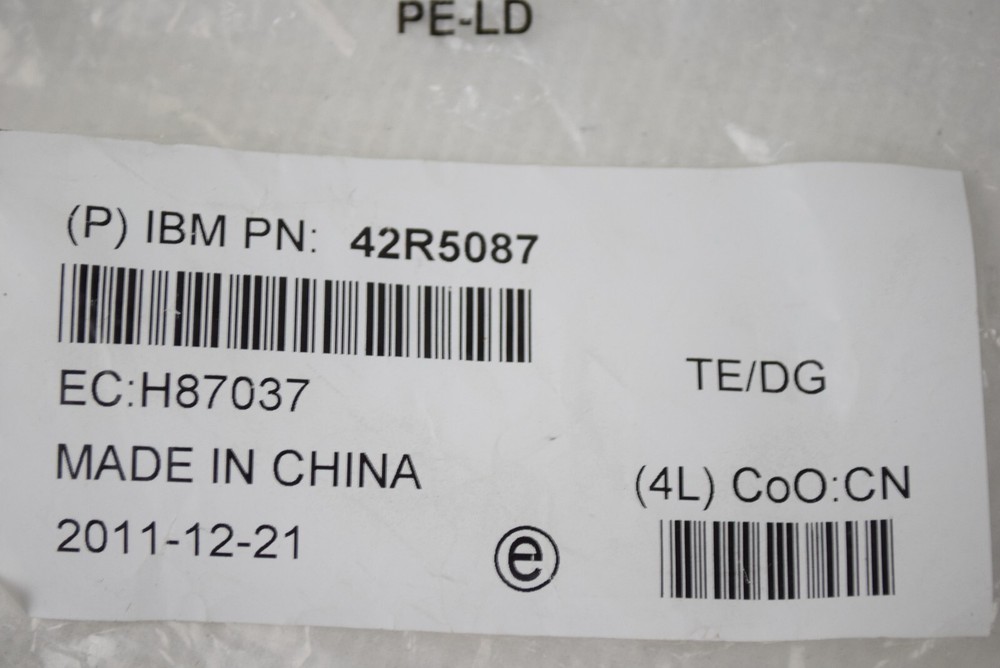 PE-LD
(P) IBM PN: 42R5087
EC:H87037
TE/DG
MADE IN CHINA
(4L) CoO:CN
2011-12-21
e